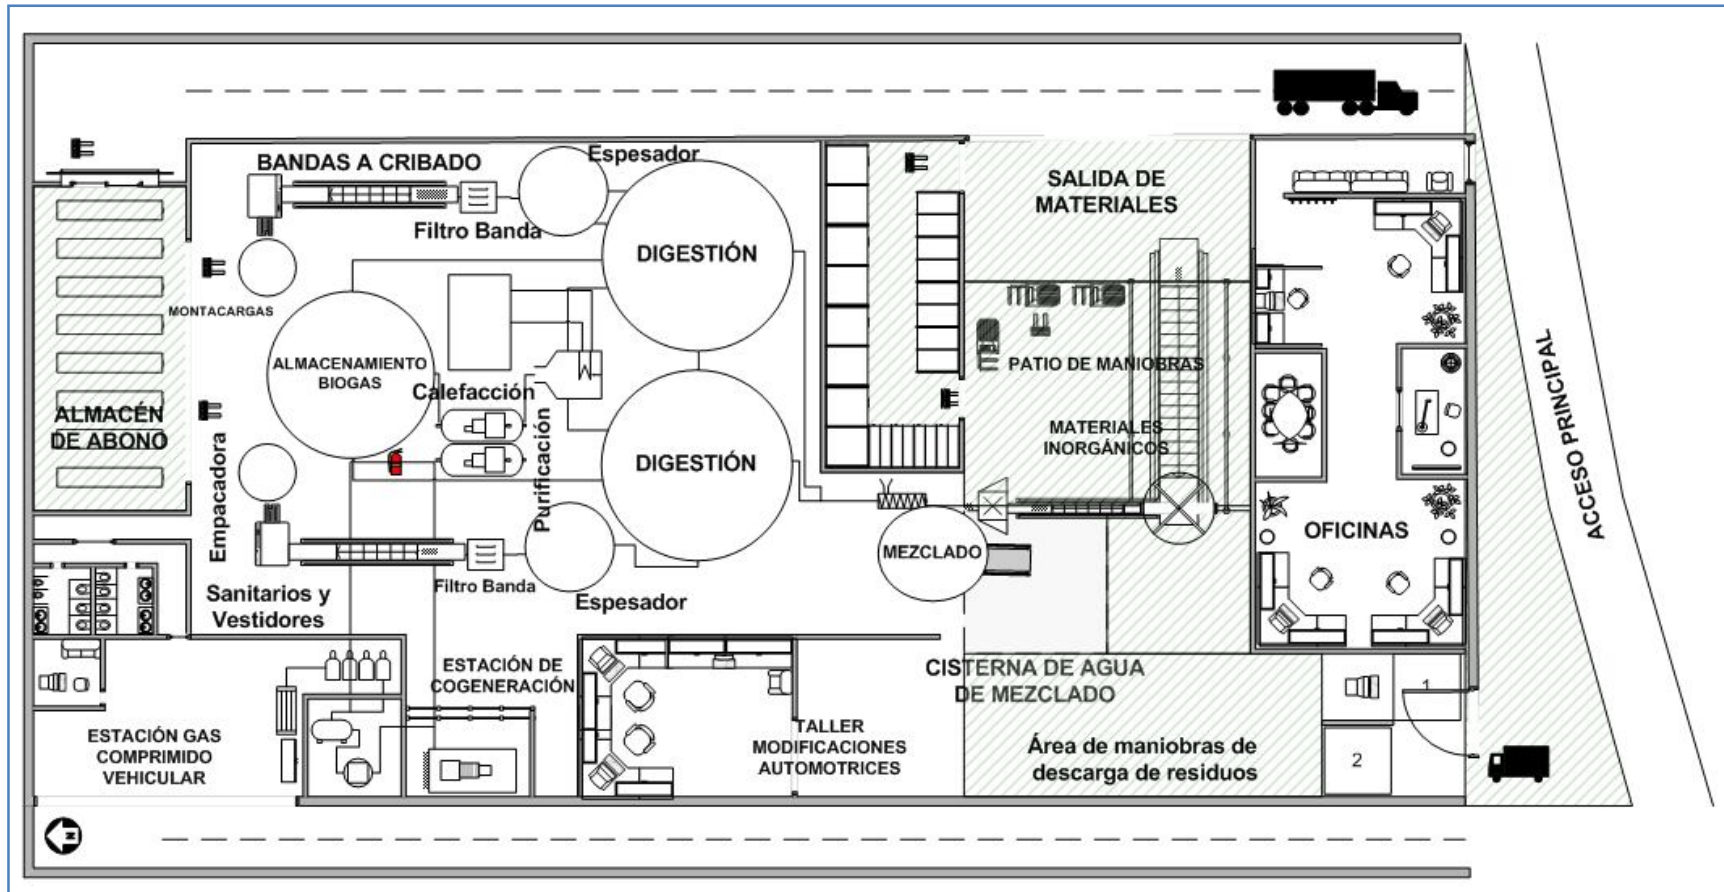 BANDAS A CRIBADO
Espesador
Filtro Banda
DIGESTIÓN
SALIDA DE
MATERIALES
MONTACARGAS
ALMACENAMIENTO
BIOGAS
Calefacción
PATIO DE MANIOBRAS
ALMACÉN
DE ABONO
MATERIALES
INORGÁNICOS
Empacadora
Purificación
DIGESTIÓN
ACCESO PRINCIPAL
OFICINAS
MEZCLADO
Filtro Banda
Espesador
Sanitarios y
Vestidores
ESTACIÓN DE
COGENERACIÓN
CISTERNA DE AGUA
DE MEZCLADO
1
ESTACIÓN GAS
COMPRIMIDO
VEHICULAR
TALLER
MODIFICACIONES
AUTOMOTRICES
Área de maniobras de
descarga de residuos
2
N